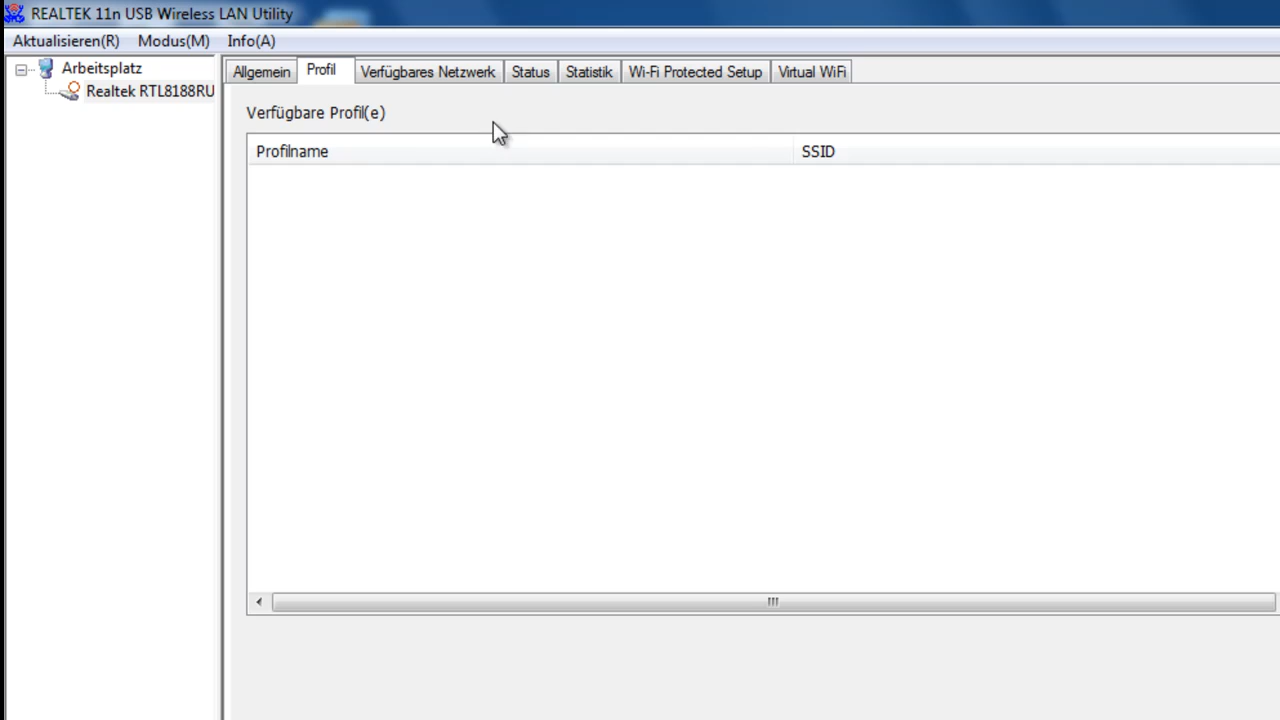 REALTEK 11n USB Wireless LAN Utility
Aktualisieren(R) Modus(M) Info(A)
Arbeitsplatz
Realtek RTL8188RU
Allgemein Profil Verfügbares Netzwerk Status Statistik Wi-Fi Protected Setup Virtual WiFi
Verfügbare Profil(e)
Profilname SSID